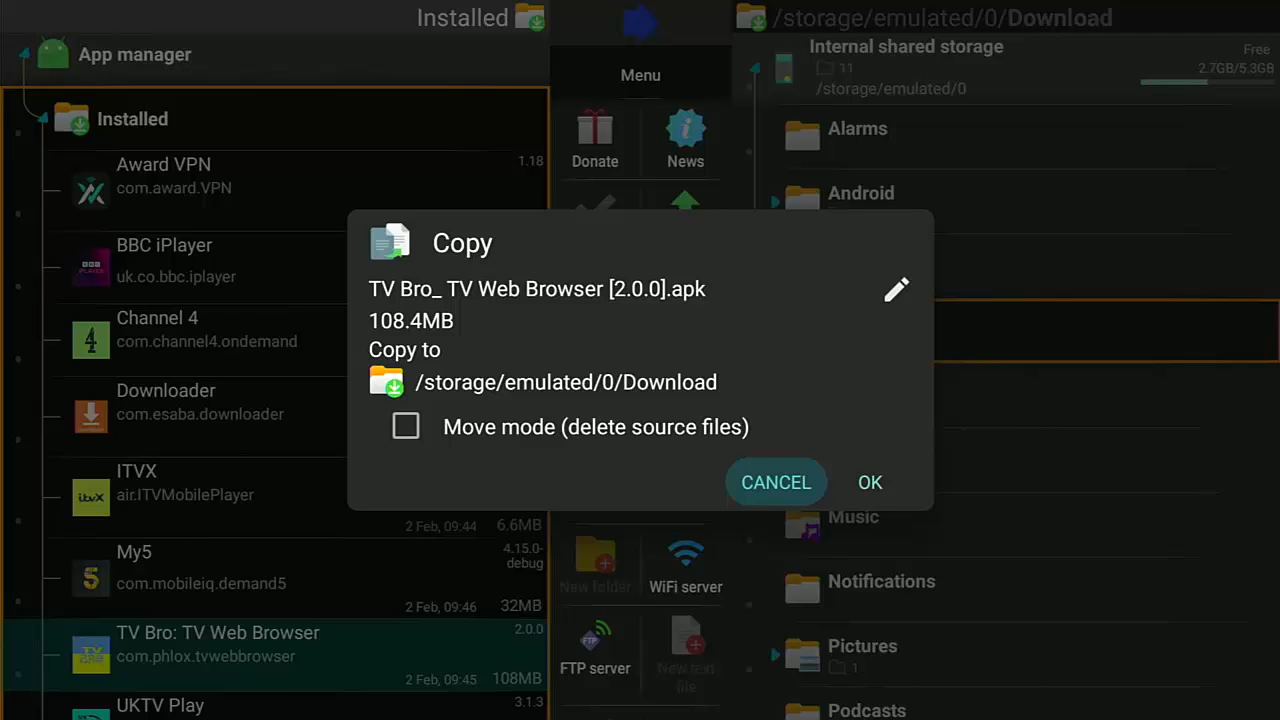 Installed
App manager
Installed
Award VPN
1.18
com.award.VPN
BBC iPlayer
uk.co.bbc.iplayer
Channel 4
com.channel4.ondemand
Downloader
com.esaba.downloader
ITVX
air.ITVMobilePlayer
2 Feb, 09:44 6.6MB
My5
4.15.0-
debug
com.mobileiq.demand5
2 Feb, 09:46 32MB
TV Bro: TV Web Browser
2.0.0
com.phlox.tvwebbrowser
2 Feb, 09:45 108MB
UKTV Play
3.1.3
Menu
Donate
News
New folder
WiFi server
FTP
FTP server
New text
file
Copy
TV Bro_ TV Web Browser [2.0.0].apk
108.4MB
Copy to
/storage/emulated/0/Download
Move mode (delete source files)
CANCEL
OK
/storage/emulated/0/Download
Internal shared storage
Free
11
2.7GB/5.3GB
/storage/emulated/0
Alarms
Android
Music
Notifications
Pictures
1
Podcasts